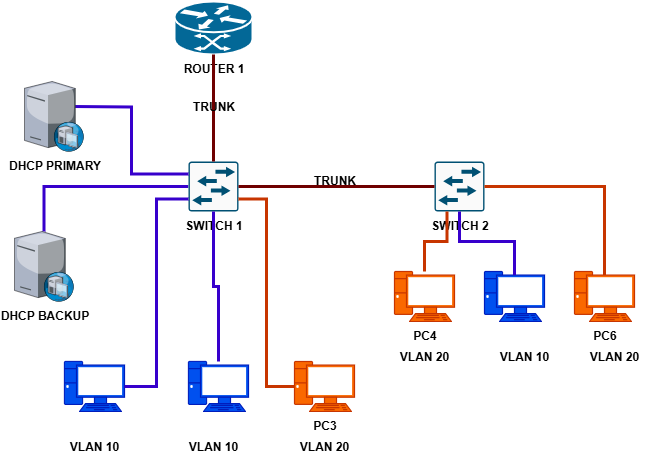 ROUTER 1
TRUNK
DHCP PRIMARY
TRUNK
SWITCH 1
SWITCH 2
DHCP BACKUP
PC4
PC6
VLAN 20
VLAN 10
VLAN 20
PC3
VLAN 10
VLAN 10
VLAN 20